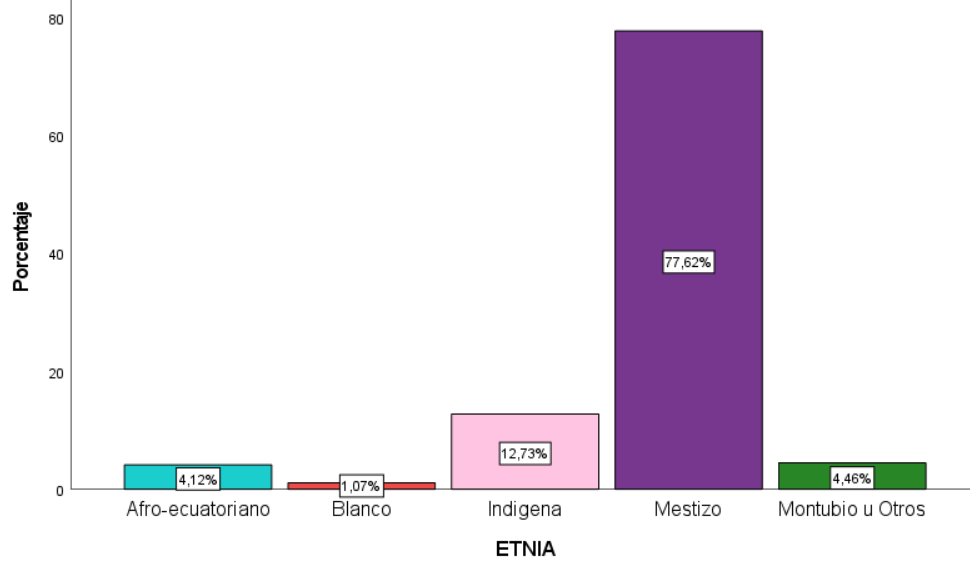 80
60
40
20
0
Porcentaje
4,12%
1,07%
12,73%
77,62%
4,46%
Afro-ecuatoriano
Blanco
Indigena
Mestizo
Montubio u Otros
ETNIA